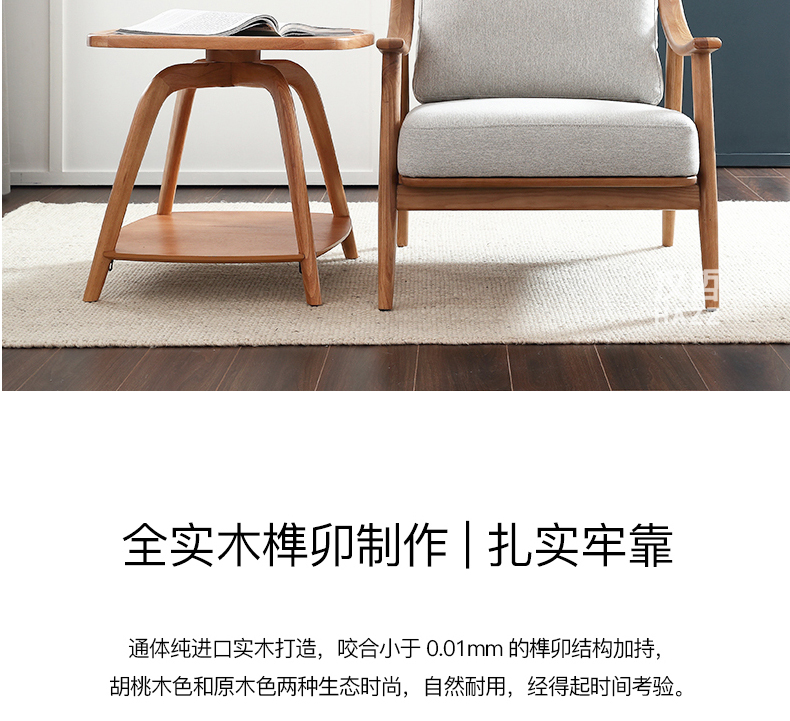 全实木榫卯制作 | 扎实牢靠
通体纯进口实木打造，咬合小于 0.01mm 的榫卯结构加持，
胡桃木色和原木色两种生态时尚，自然耐用，经得起时间考验。